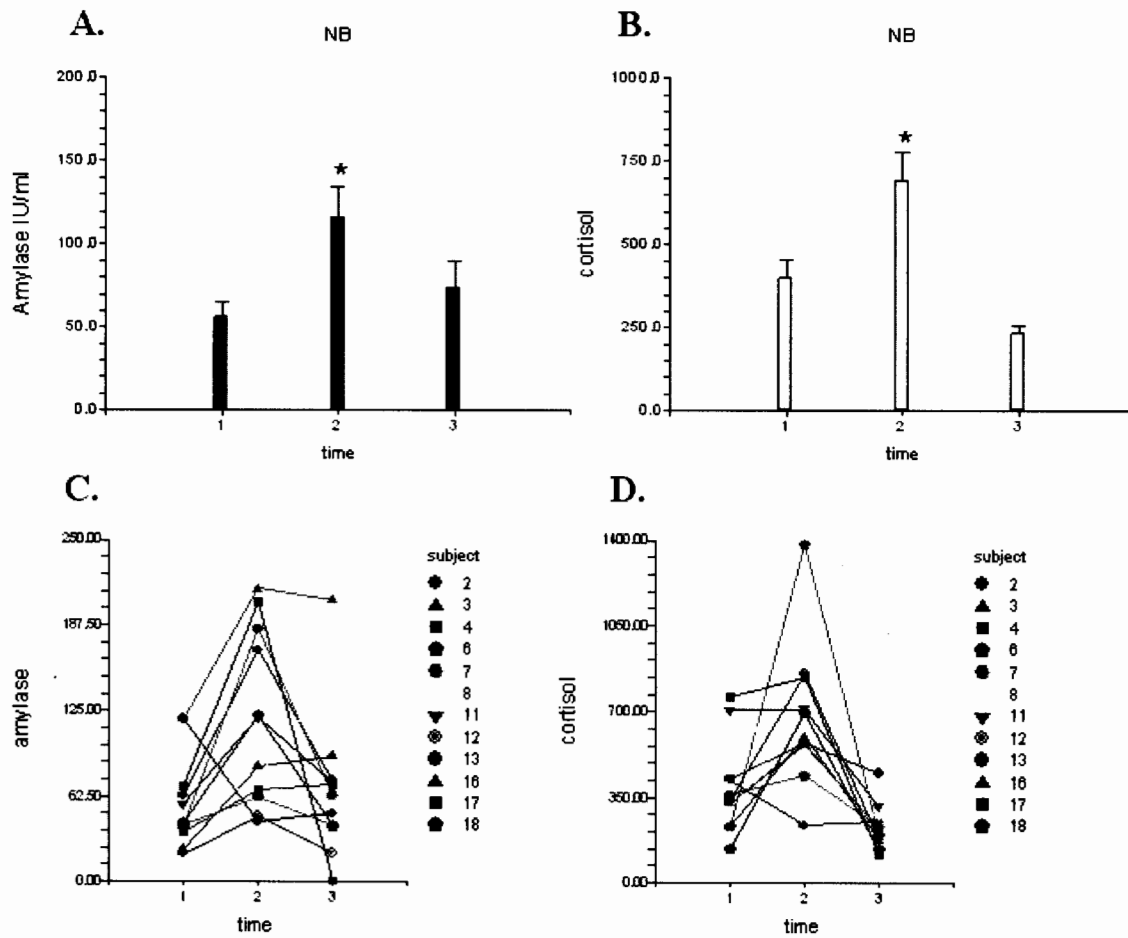 A.
NB
200.0
150.0
100.0
50.0
0.0
Amylase IU/ml
1 2 3
time
B.
NB
1000.0
750.0
500.0
250.0
0.0
cortisol
1 2 3
time
C.
250.00
187.50
125.00
62.50
0.00
amylase
1 2 3
time
subject
2
3
4
6
7
8
11
12
13
16
17
18
D.
1400.00
1050.00
700.00
350.00
0.00
cortisol
1 2 3
time
subject
2
3
4
6
7
8
11
12
13
16
17
18